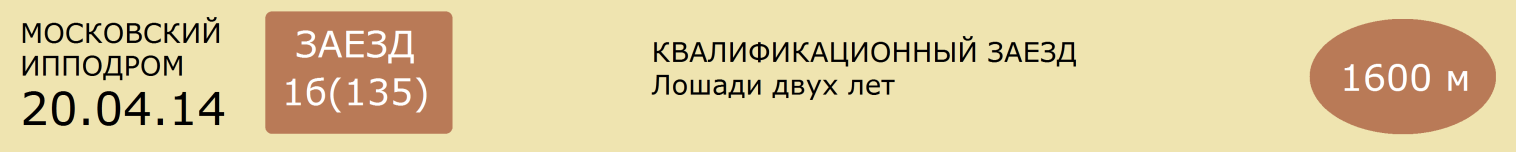 МОСКОВСКИЙ
ИППОДРОМ
20.04.14
ЗАЕЗД
16(135)
КВАЛИФИКАЦИОННЫЙ ЗАЕЗД
Лошади двух лет
1600 м